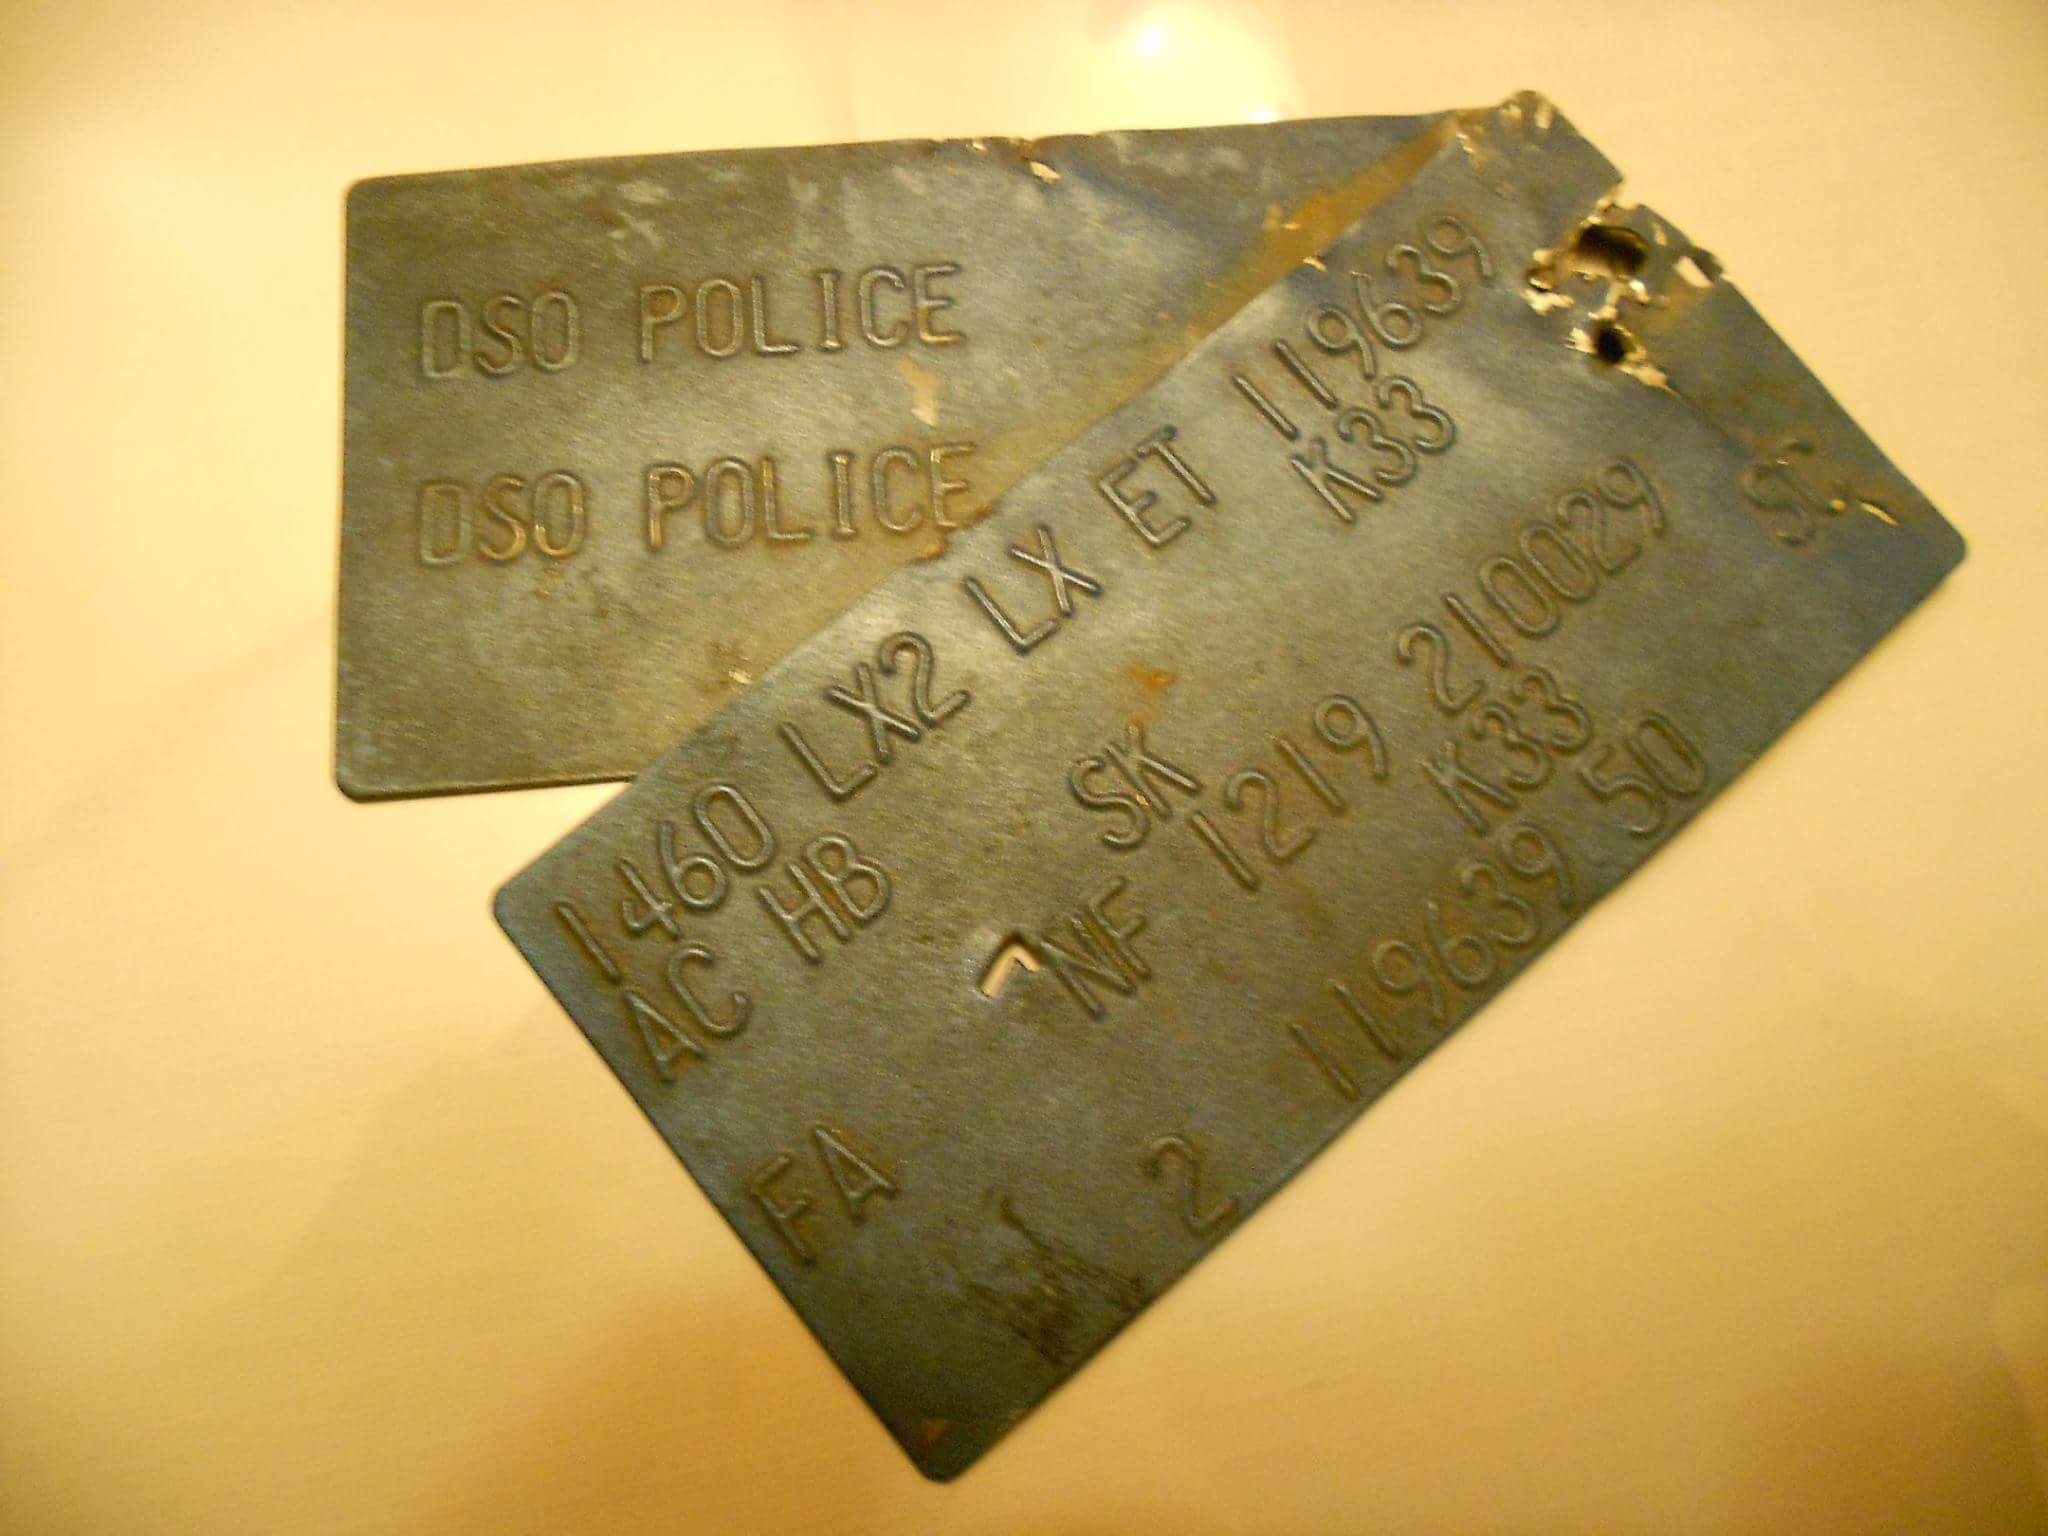 DSO POLICE
DSO POLICE
1460 LX2 LX ET 119639
AC HB SK K33
NF 1219 210029
FA K33
2 119639 50